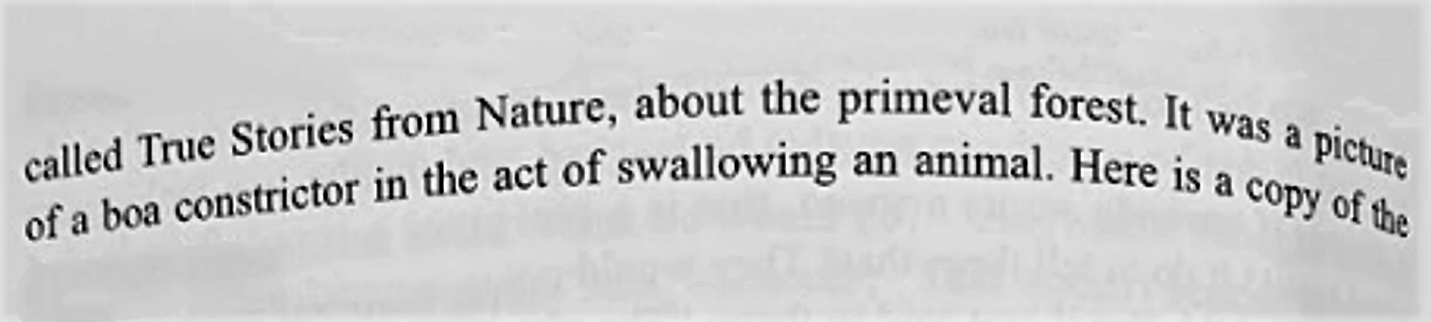 called True Stories from Nature, about the primeval forest. It was a picture
of a boa constrictor in the act of swallowing an animal. Here is a copy of the